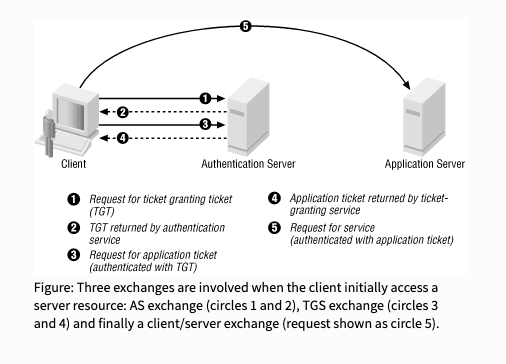 5
1
2
3
4
Client
Authentication Server
Application Server
1 Request for ticket granting ticket
(TGT)
2 TGT returned by authentication
service
3 Request for application ticket
(authenticated with TGT)
4 Application ticket returned by ticket-
granting service
5 Request for service
(authenticated with application ticket)
Figure: Three exchanges are involved when the client initially access a
server resource: AS exchange (circles 1 and 2), TGS exchange (circles 3
and 4) and finally a client/server exchange (request shown as circle 5).